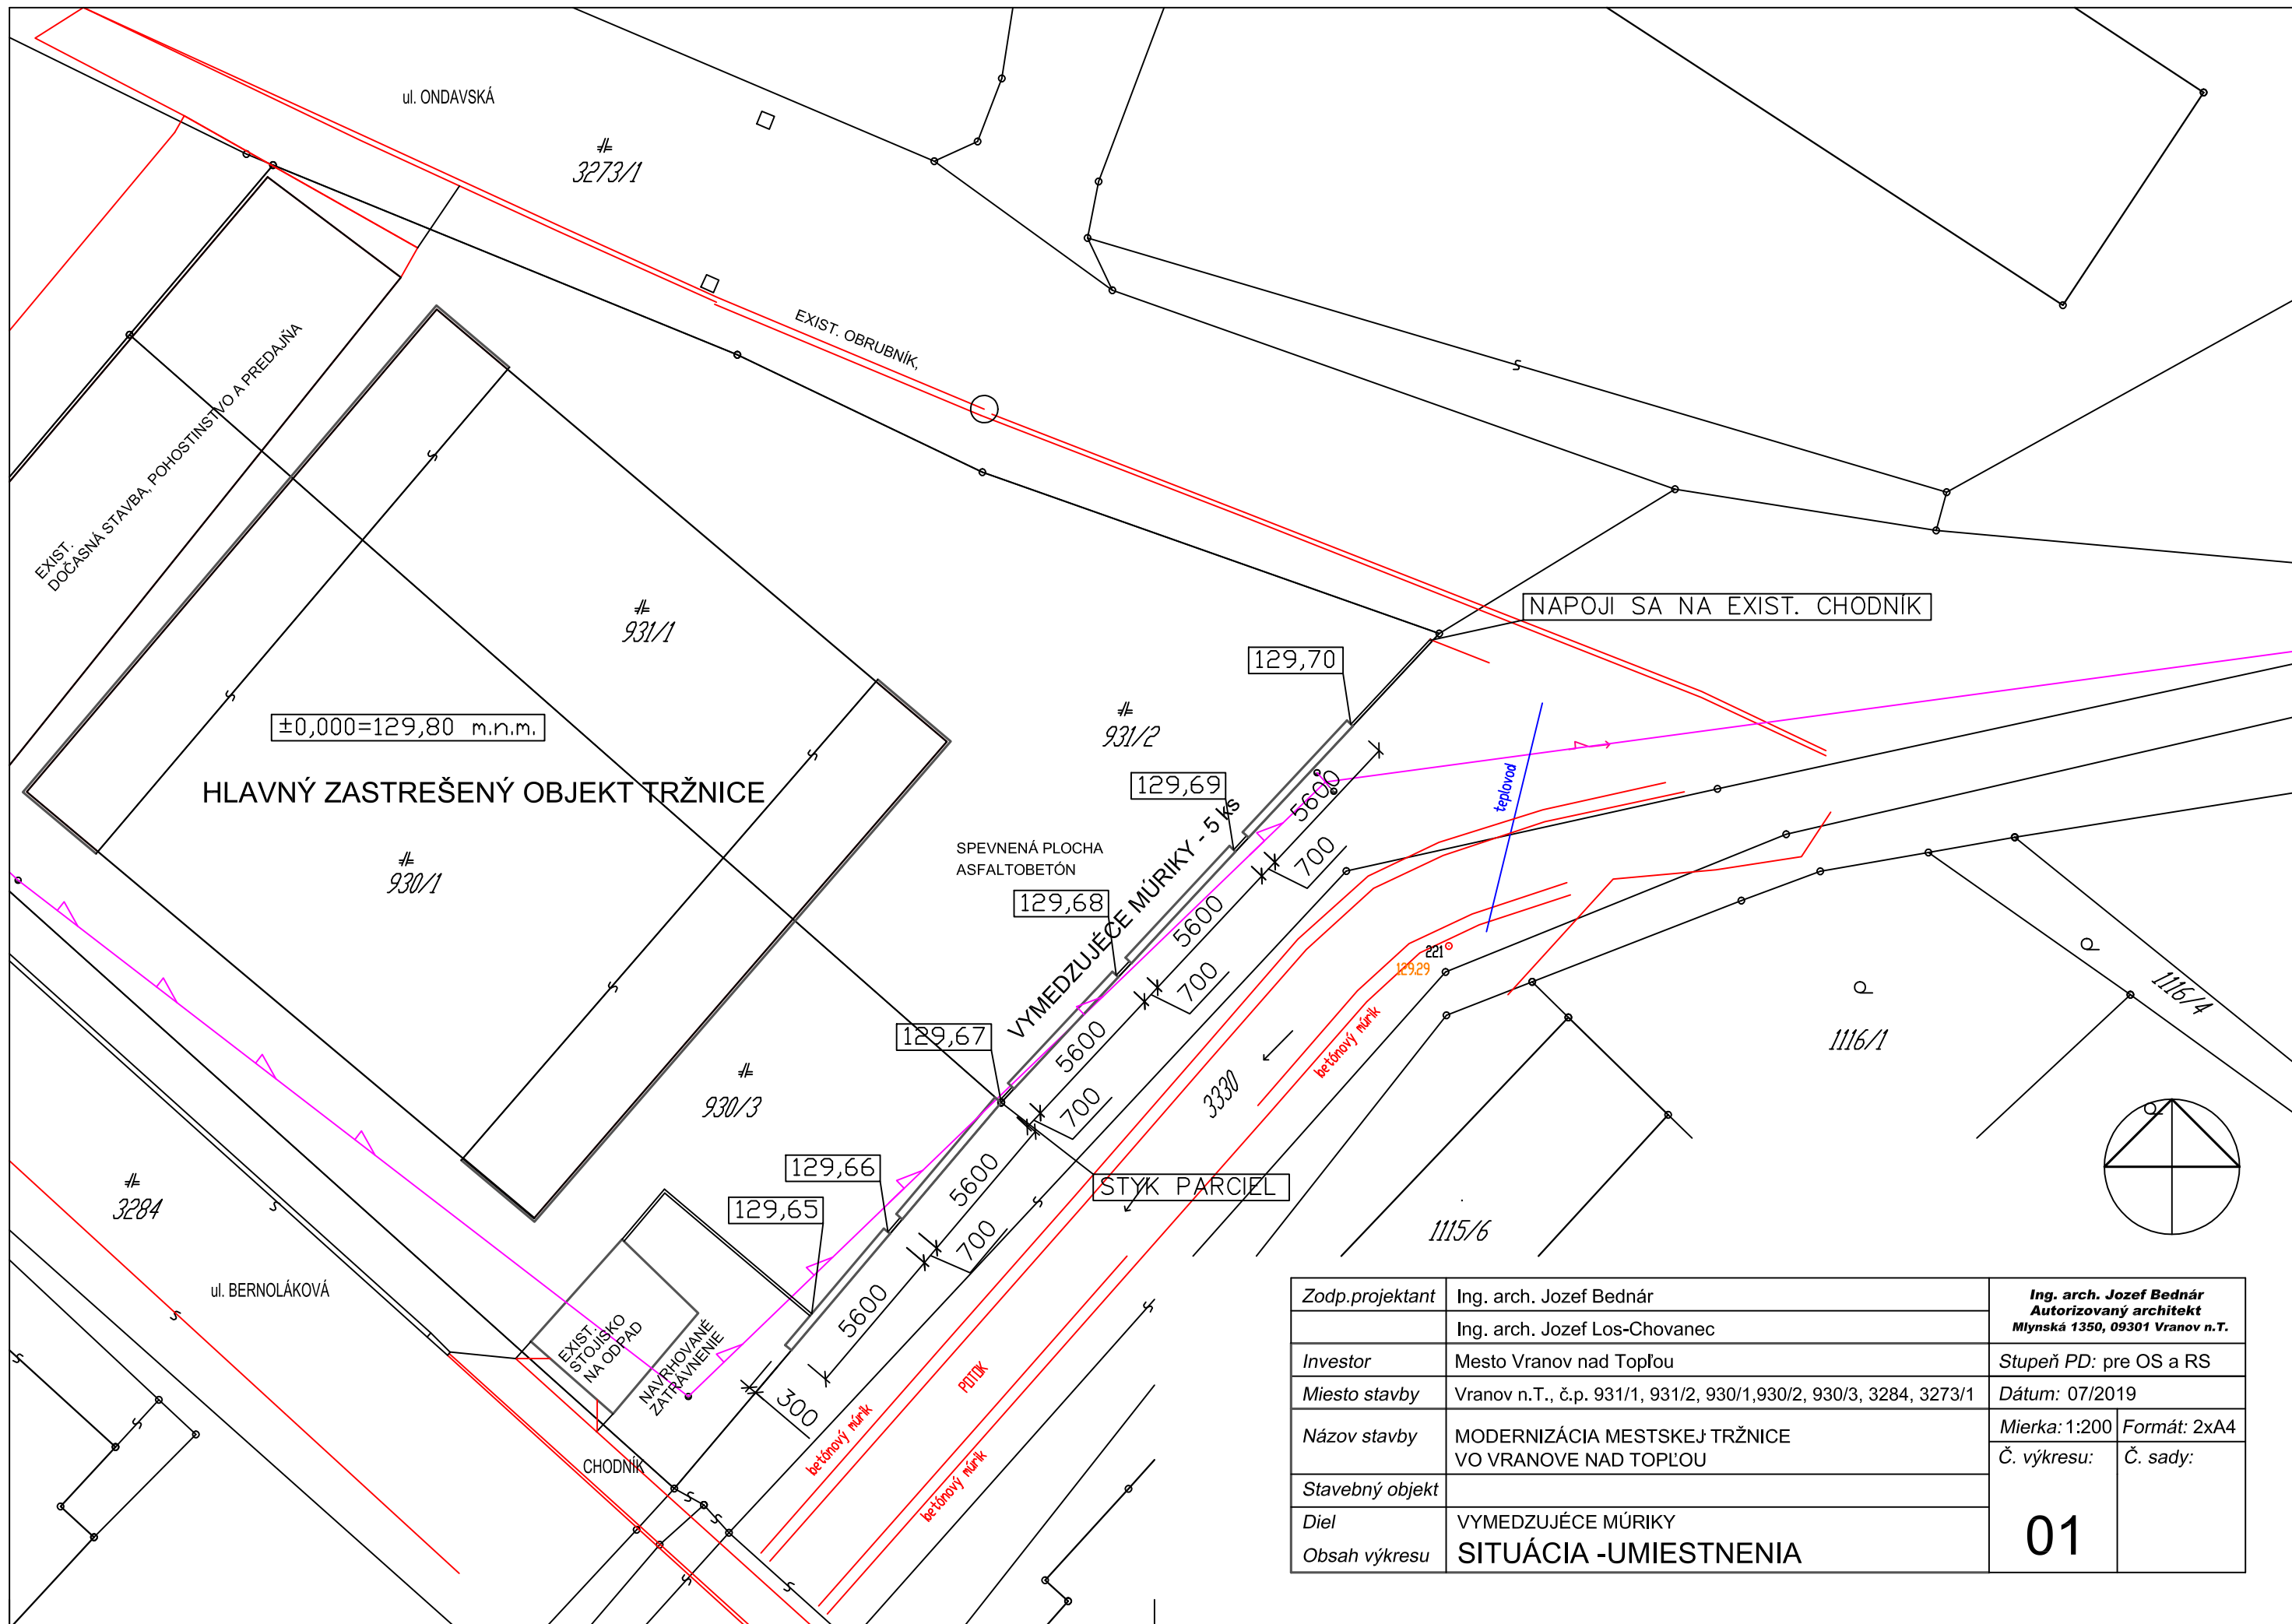 ul. ONDAVSKÁ
3273/1
EXIST. OBRUBNÍK,
EXIST.
DOČASNÁ STAVBA, POHOSTINSTVO A PREDAJŇA
931/1
NAPOJI SA NA EXIST. CHODNÍK
129,70
±0,000=129,80 m.n.m.
931/2
HLAVNÝ ZASTREŠENÝ OBJEKT TRŽNICE
129,69
5600
teplovod
VYMEDZUJÉCE MÚRIKY - 5 ks
SPEVNENÁ PLOCHA
ASFALTOBETÓN
700
930/1
129,68
5600
221
129.29
700
1116/4
1116/1
129,67
5600
betónový múrik
930/3
700
3330
129,66
5600
STYK PARCIEL
3284
129,65
700
1115/6
ul. BERNOLÁKOVÁ
5600
EXIST.
STOJISKO
NA ODPAD
NAVRHOVANÉ
ZATRÁVNENIE
300
POTOK
betónový múrik
betónový múrik
CHODNÍK
Zodp.projektant
Ing. arch. Jozef Bednár
Ing. arch. Jozef Los-Chovanec
Ing. arch. Jozef Bednár
Autorizovaný architekt
Mlynská 1350, 09301 Vranov n.T.
Investor
Mesto Vranov nad Topľou
Stupeň PD: pre OS a RS
Miesto stavby
Vranov n.T., č.p. 931/1, 931/2, 930/1,930/2, 930/3, 3284, 3273/1
Dátum: 07/2019
Názov stavby
MODERNIZÁCIA MESTSKEJ TRŽNICE
VO VRANOVE NAD TOPĽOU
Mierka: 1:200
Formát: 2xA4
Č. výkresu:
Č. sady:
Stavebný objekt
Diel
VYMEDZUJÉCE MÚRIKY
Obsah výkresu
SITUÁCIA -UMIESTNENIA
01